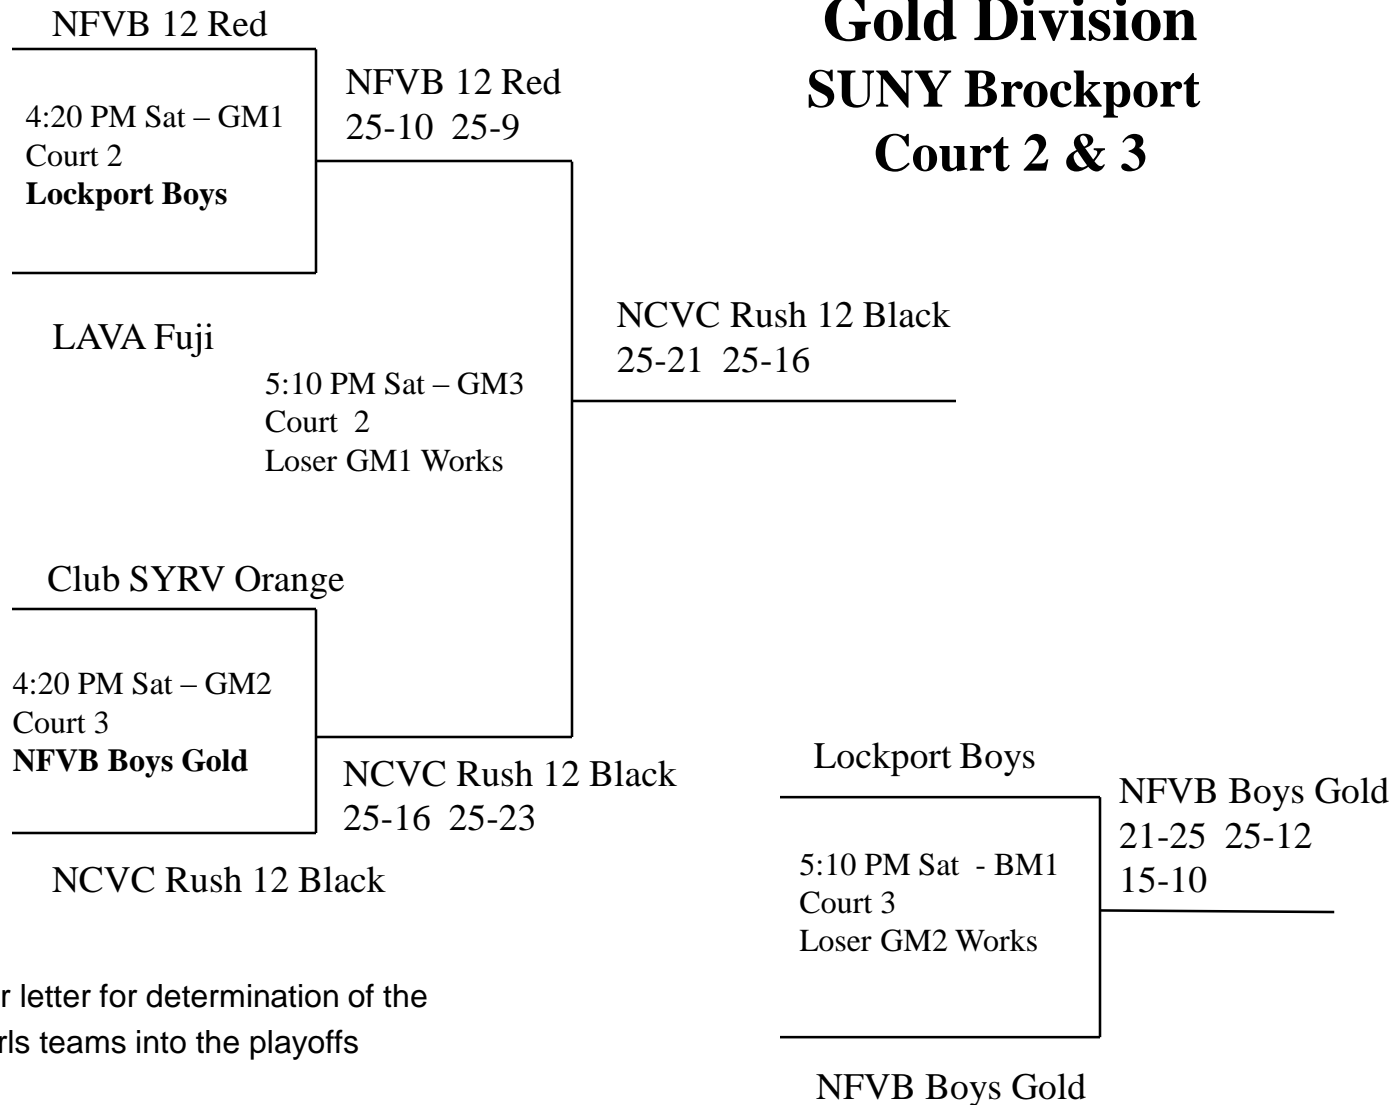 Gold Division
SUNY Brockport
Court 2 & 3
NFVB 12 Red
4:20 PM Sat – GM1
Court 2
Lockport Boys
NFVB 12 Red
25-10  25-9
LAVA Fuji
5:10 PM Sat – GM3
Court  2
Loser GM1 Works
NCVC Rush 12 Black
25-21  25-16
Club SYRV Orange
4:20 PM Sat – GM2
Court 3
NFVB Boys Gold
NCVC Rush 12 Black
25-16  25-23
NCVC Rush 12 Black
Lockport Boys
5:10 PM Sat  - BM1
Court 3
Loser GM2 Works
NFVB Boys Gold
21-25  25-12
15-10
NFVB Boys Gold
letter for determination of the
teams into the playoffs